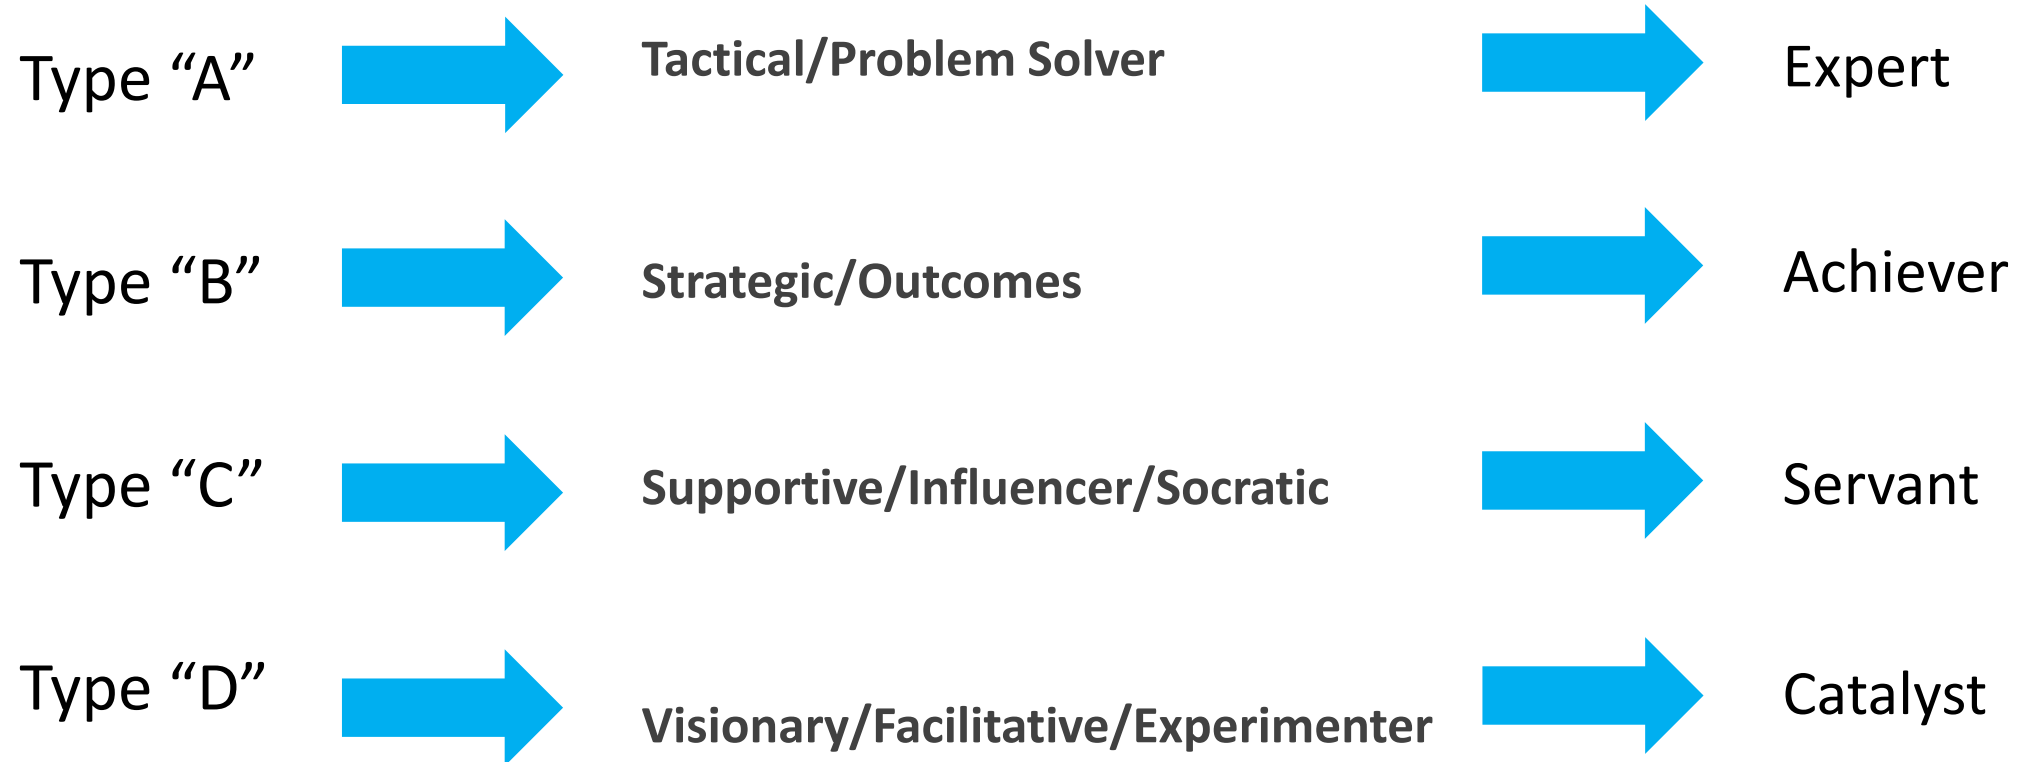 Type “A”
Tactical/Problem Solver
Expert
Type “B”
Strategic/Outcomes
Achiever
Type “C”
Supportive/Influencer/Socratic
Servant
Type “D”
Visionary/Facilitative/Experimenter
Catalyst